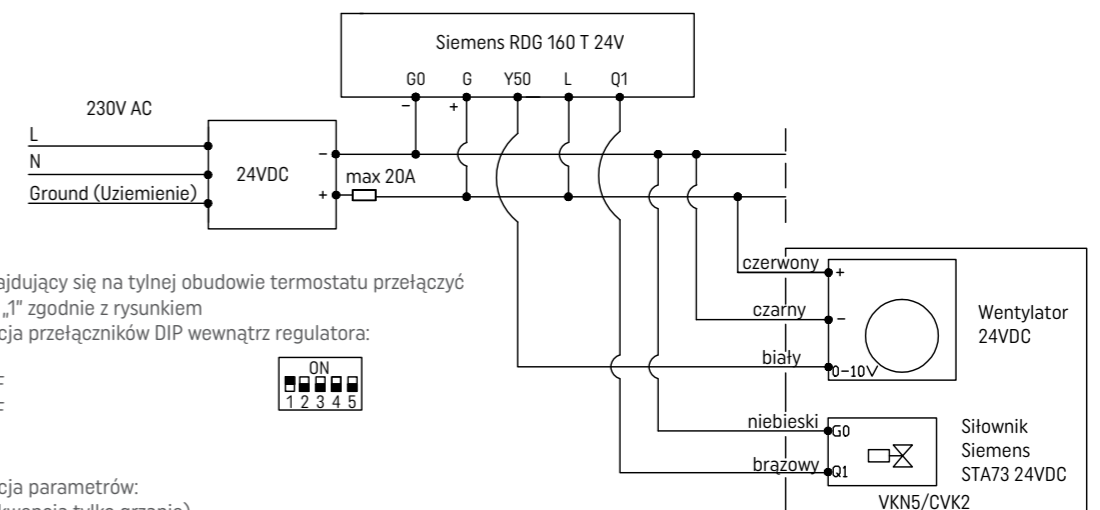 Siemens RDG 160 T 24V
G0 G Y50 L Q1
− +
230V AC
L
N
Ground (Uziemienie)
24VDC
−
+
max 20A
ajdujący się na tylnej obudowie termostatu przełączyć
„1” zgodnie z rysunkiem
cja przełączników DIP wewnątrz regulatora:
ON
1 2 3 4 5
czerwony +
czarny −
biały 0-10V
Wentylator
24VDC
niebieski G0
brązowy Q1
Siłownik
Siemens
STA73 24VDC
VKN5/CVK2
cja parametrów: